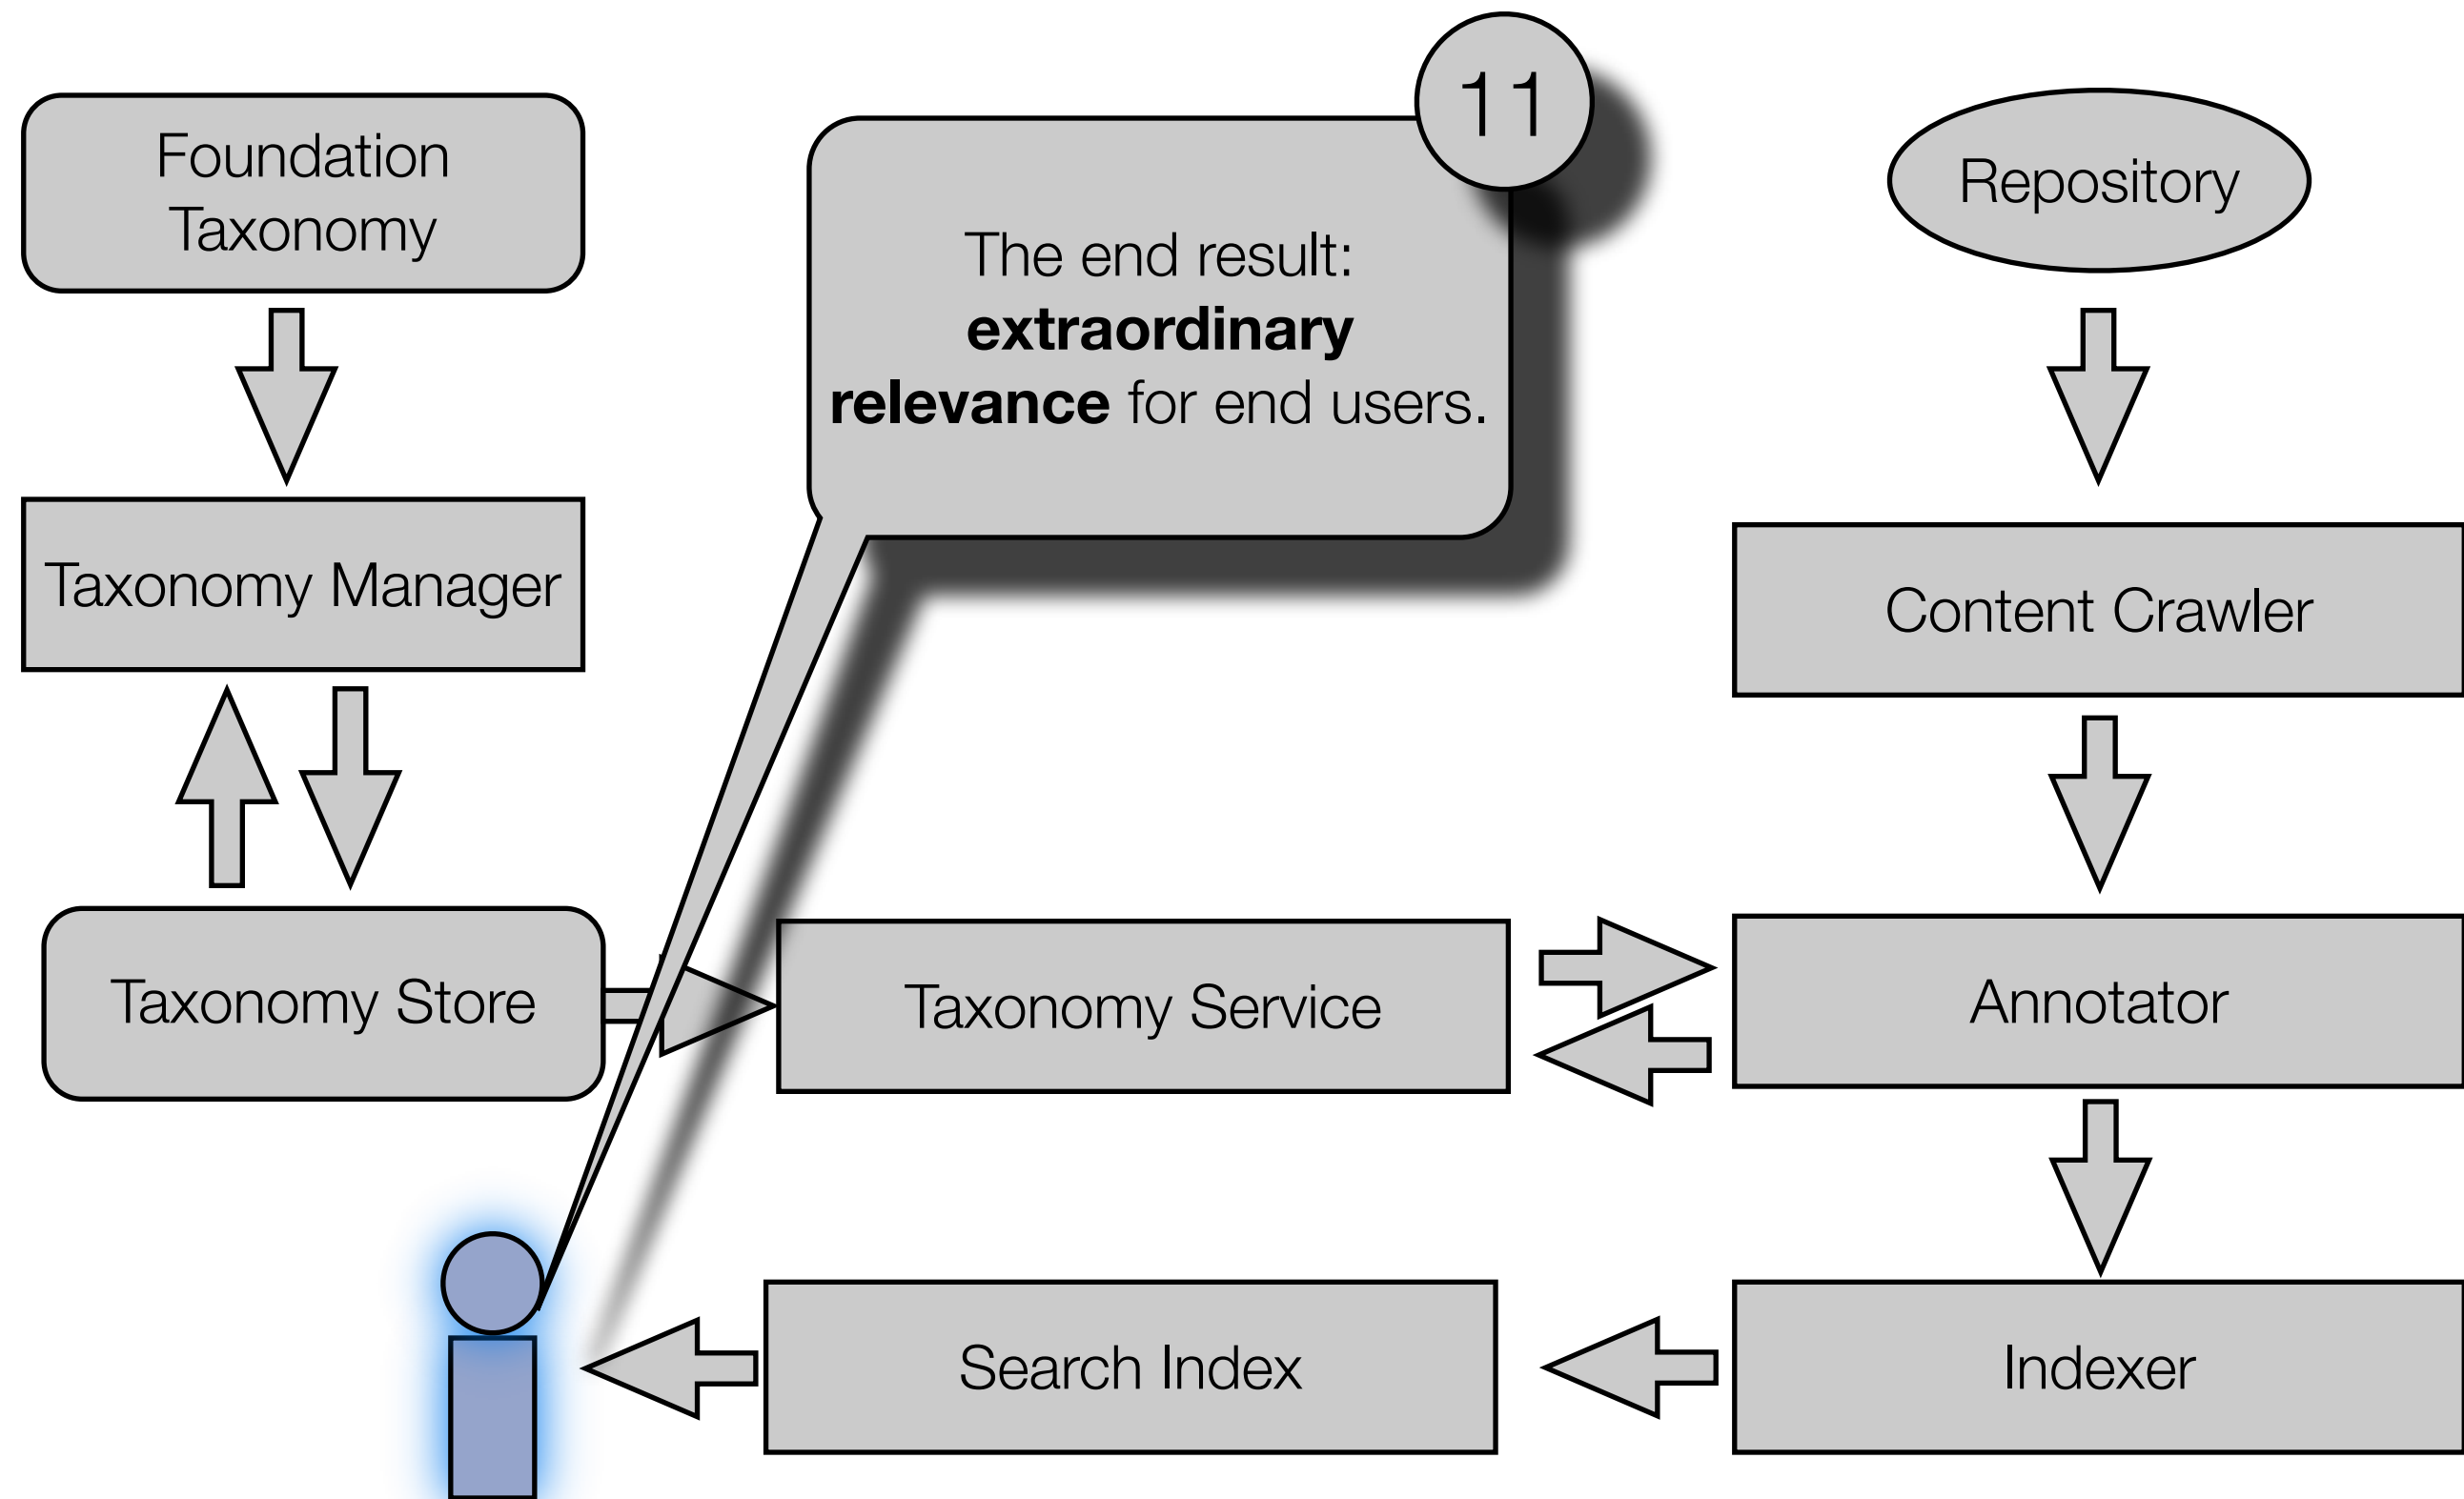 11
Foundation
Taxonomy
The end result:
extraordinary
relevance for end users.
Repository
Taxonomy Manager
Content Crawler
Taxonomy Store
Taxonomy Service
Annotator
Search Index
Indexer